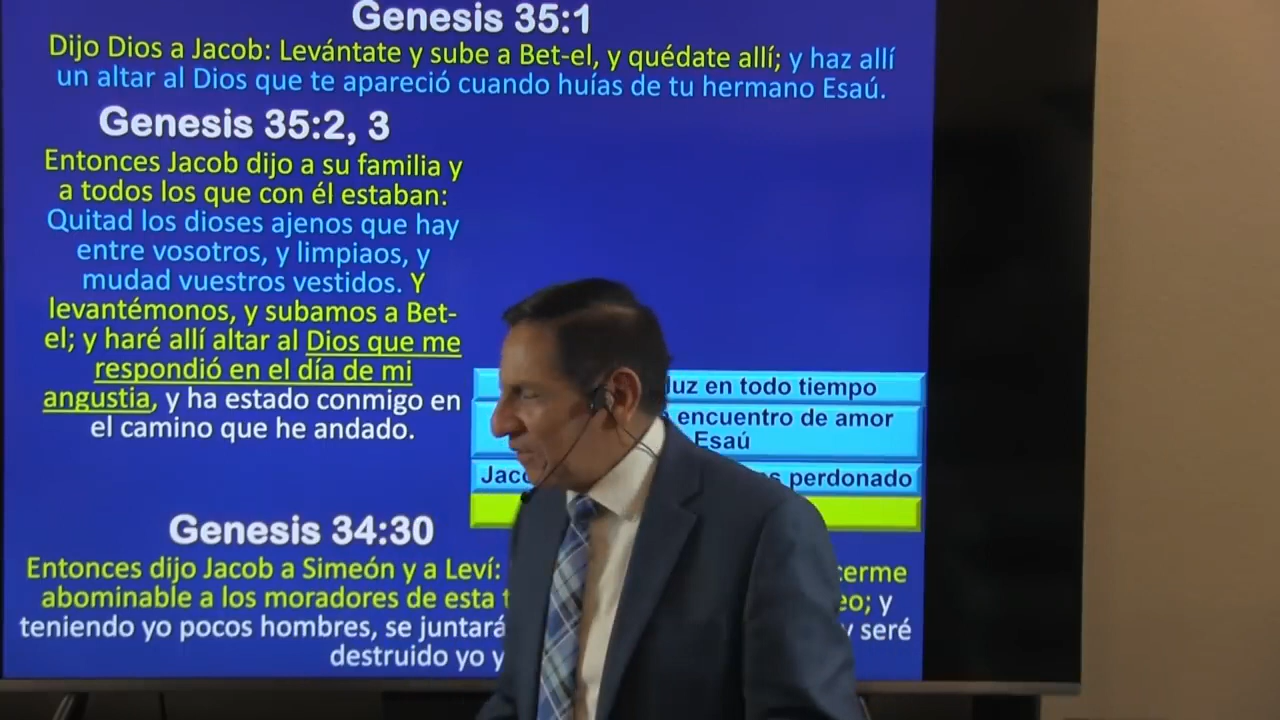 Genesis 35:1
Dijo Dios a Jacob: Levántate y sube a Bet-el, y quédate allí; y haz allí
un altar al Dios que te apareció cuando huías de tu hermano Esaú.
Genesis 35:2, 3
Entonces Jacob dijo a su familia y
a todos los que con él estaban:
Quitad los dioses ajenos que hay
entre vosotros, y limpiaos, y
mudad vuestros vestidos. Y
levantémonos, y subamos a Bet-
el; y haré allí altar al Dios que me
respondió en el día de mi
angustia, y ha estado conmigo en
el camino que he andado.
luz en todo tiempo
encuentro de amor
Esaú
perdonado
Genesis 34:30
Entonces dijo Jacob a Simeón y a Leví:
abominable a los moradores de esta
y
teniendo yo pocos hombres, se
seré
destruido yo